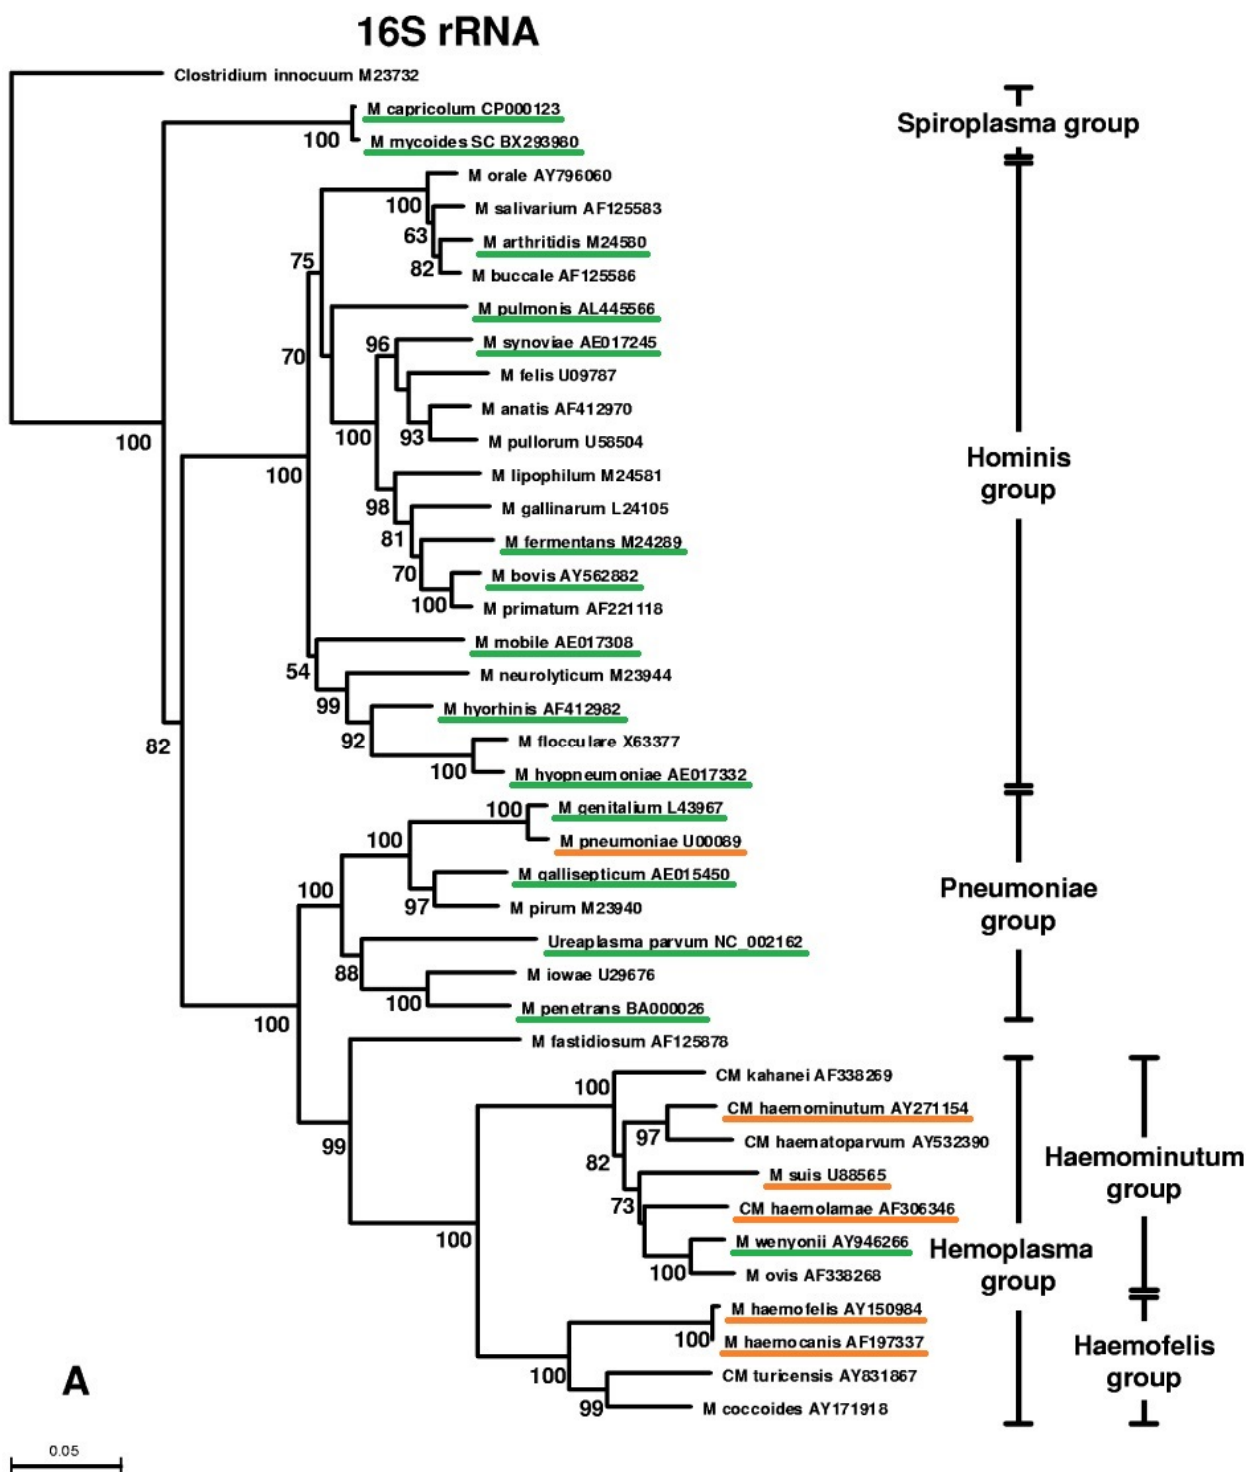 16S rRNA
Clostridium innocuum M23732
M capricolum CP000123
Spiroplasma group
100
M mycoides SC BX293980
M orale AY796060
100
M salivarium AF125583
63
M arthritidis M24580
75
82
M buccale AF125586
M pulmonis AL445566
96
M synoviae AE017245
70
M felis U09787
M anatis AF412970
100
100
93
M pullorum U58504
Hominis
group
100
M lipophilum M24581
98
M gallinarum L24105
81
M fermentans M24289
70
M bovis AY562882
100
M primatum AF221118
M mobile AE017308
54
M neurolyticum M23944
99
M hyorhinis AF412982
82
92
M flocculare X63377
100
M hyopneumoniae AE017332
100
M genitalium L43967
100
M pneumoniae U00089
M gallisepticum AE015450
100
Pneumoniae
group
97
M pirum M23940
Ureaplasma parvum NC_002162
88
M iowae U29676
100
M penetrans BA000026
100
M fastidiosum AF125878
100
CM kahanei AF338269
CM haemominutum AY271154
99
97
CM haematoparvum AY532390
Haemominutum
group
82
M suis U88565
73
CM haemolamae AF306346
100
M wenyonii AY946266
Hemoplasma
group
100
M ovis AF338268
M haemofelis AY150984
100
M haemocanis AF197337
Haemofelis
group
100
CM turicensis AY831867
A
99
M coccoides AY171918
0.05